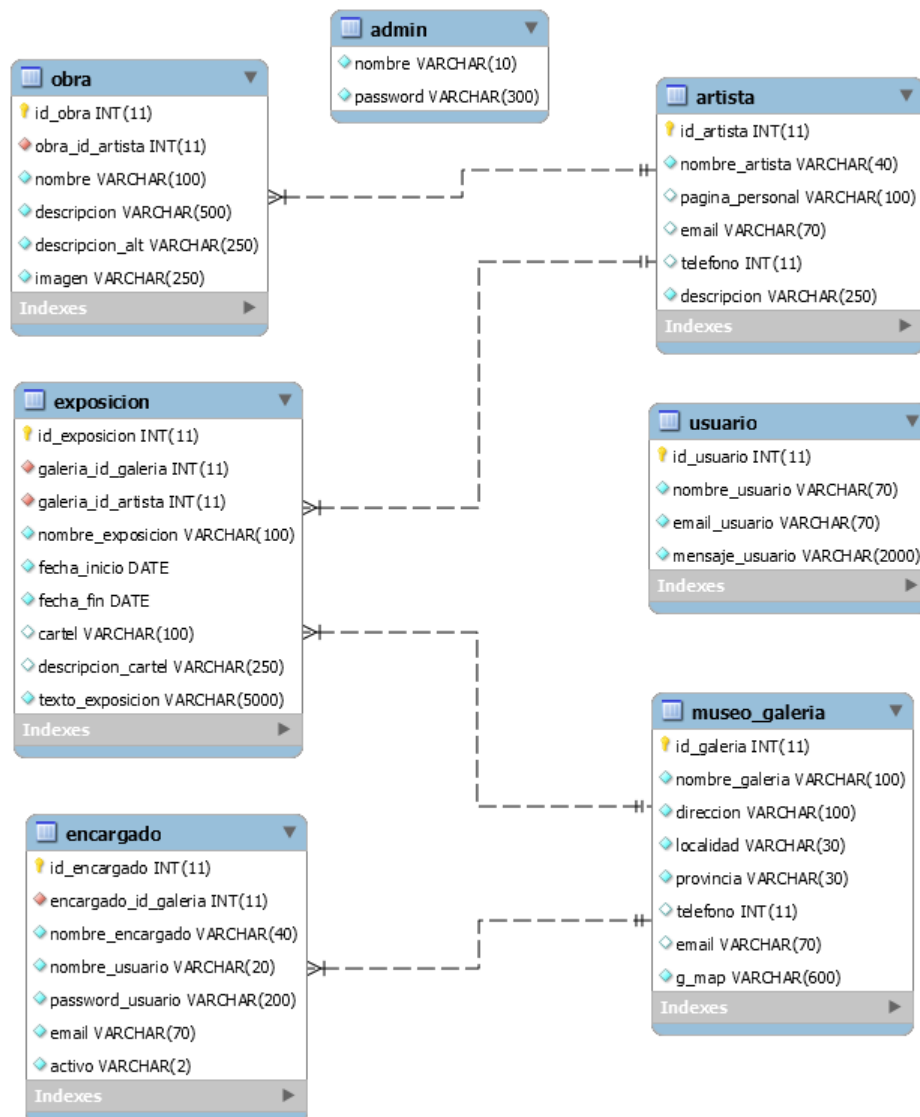 admin
nombre VARCHAR(10)
password VARCHAR(300)
obra
id_obra INT(11)
obra_id_artista INT(11)
nombre VARCHAR(100)
descripcion VARCHAR(500)
descripcion_alt VARCHAR(250)
imagen VARCHAR(250)
Indexes
artista
id_artista INT(11)
nombre_artista VARCHAR(40)
pagina_personal VARCHAR(100)
email VARCHAR(70)
telefono INT(11)
descripcion VARCHAR(250)
Indexes
exposicion
id_exposicion INT(11)
galeria_id_galeria INT(11)
galeria_id_artista INT(11)
nombre_exposicion VARCHAR(100)
fecha_inicio DATE
fecha_fin DATE
cartel VARCHAR(100)
descripcion_cartel VARCHAR(250)
texto_exposicion VARCHAR(5000)
Indexes
usuario
id_usuario INT(11)
nombre_usuario VARCHAR(70)
email_usuario VARCHAR(70)
mensaje_usuario VARCHAR(2000)
Indexes
museo_galeria
id_galeria INT(11)
nombre_galeria VARCHAR(100)
direccion VARCHAR(100)
localidad VARCHAR(30)
provincia VARCHAR(30)
telefono INT(11)
email VARCHAR(70)
g_map VARCHAR(600)
Indexes
encargado
id_encargado INT(11)
encargado_id_galeria INT(11)
nombre_encargado VARCHAR(40)
nombre_usuario VARCHAR(20)
password_usuario VARCHAR(200)
email VARCHAR(70)
activo VARCHAR(2)
Indexes